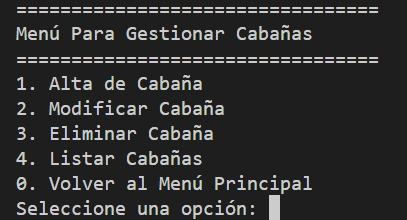 =================================
Menú Para Gestionar Cabañas
=================================
1. Alta de Cabaña
2. Modificar Cabaña
3. Eliminar Cabaña
4. Listar Cabañas
0. Volver al Menú Principal
Seleccione una opción: